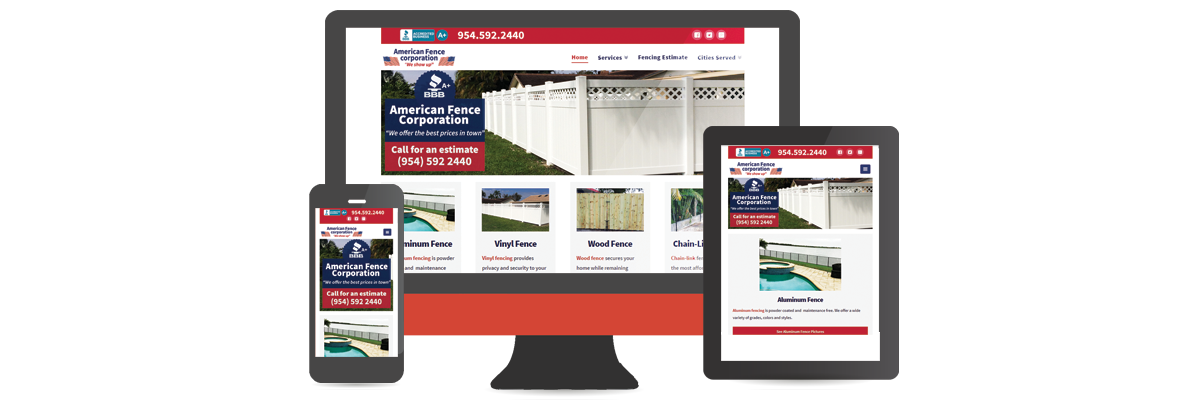 ACCREDITED
BUSINESS
A+
954.592.2440
American Fence
corporation
"We show up"
Home Services Fencing Estimate Cities Served
A+
BBB
American Fence
Corporation
"We offer the best prices in town"
Call for an estimate
(954) 592 2440
uminum Fence Vinyl Fence Wood Fence Chain-Li
um fencing is powder
and maintenance
Vinyl fencing provides
privacy and security to your
Wood fence secures your
home while remaining
Chain-link fen
the most affor
A+
954.592.2440
American Fence
corporation
"We show up"
A+
BBB
American Fence
Corporation
"We offer the best prices in town"
Call for an estimate
(954) 592 2440
A+
954.592.2440
American Fence
corporation
"We show up"
A+
BBB
American Fence
Corporation
"We offer the best prices in town"
Call for an estimate
(954) 592 2440
Aluminum Fence
Aluminum fencing is powder coated and maintenance free. We offer a wide
variety of grades, colors and styles.
See Aluminum Fence Pictures